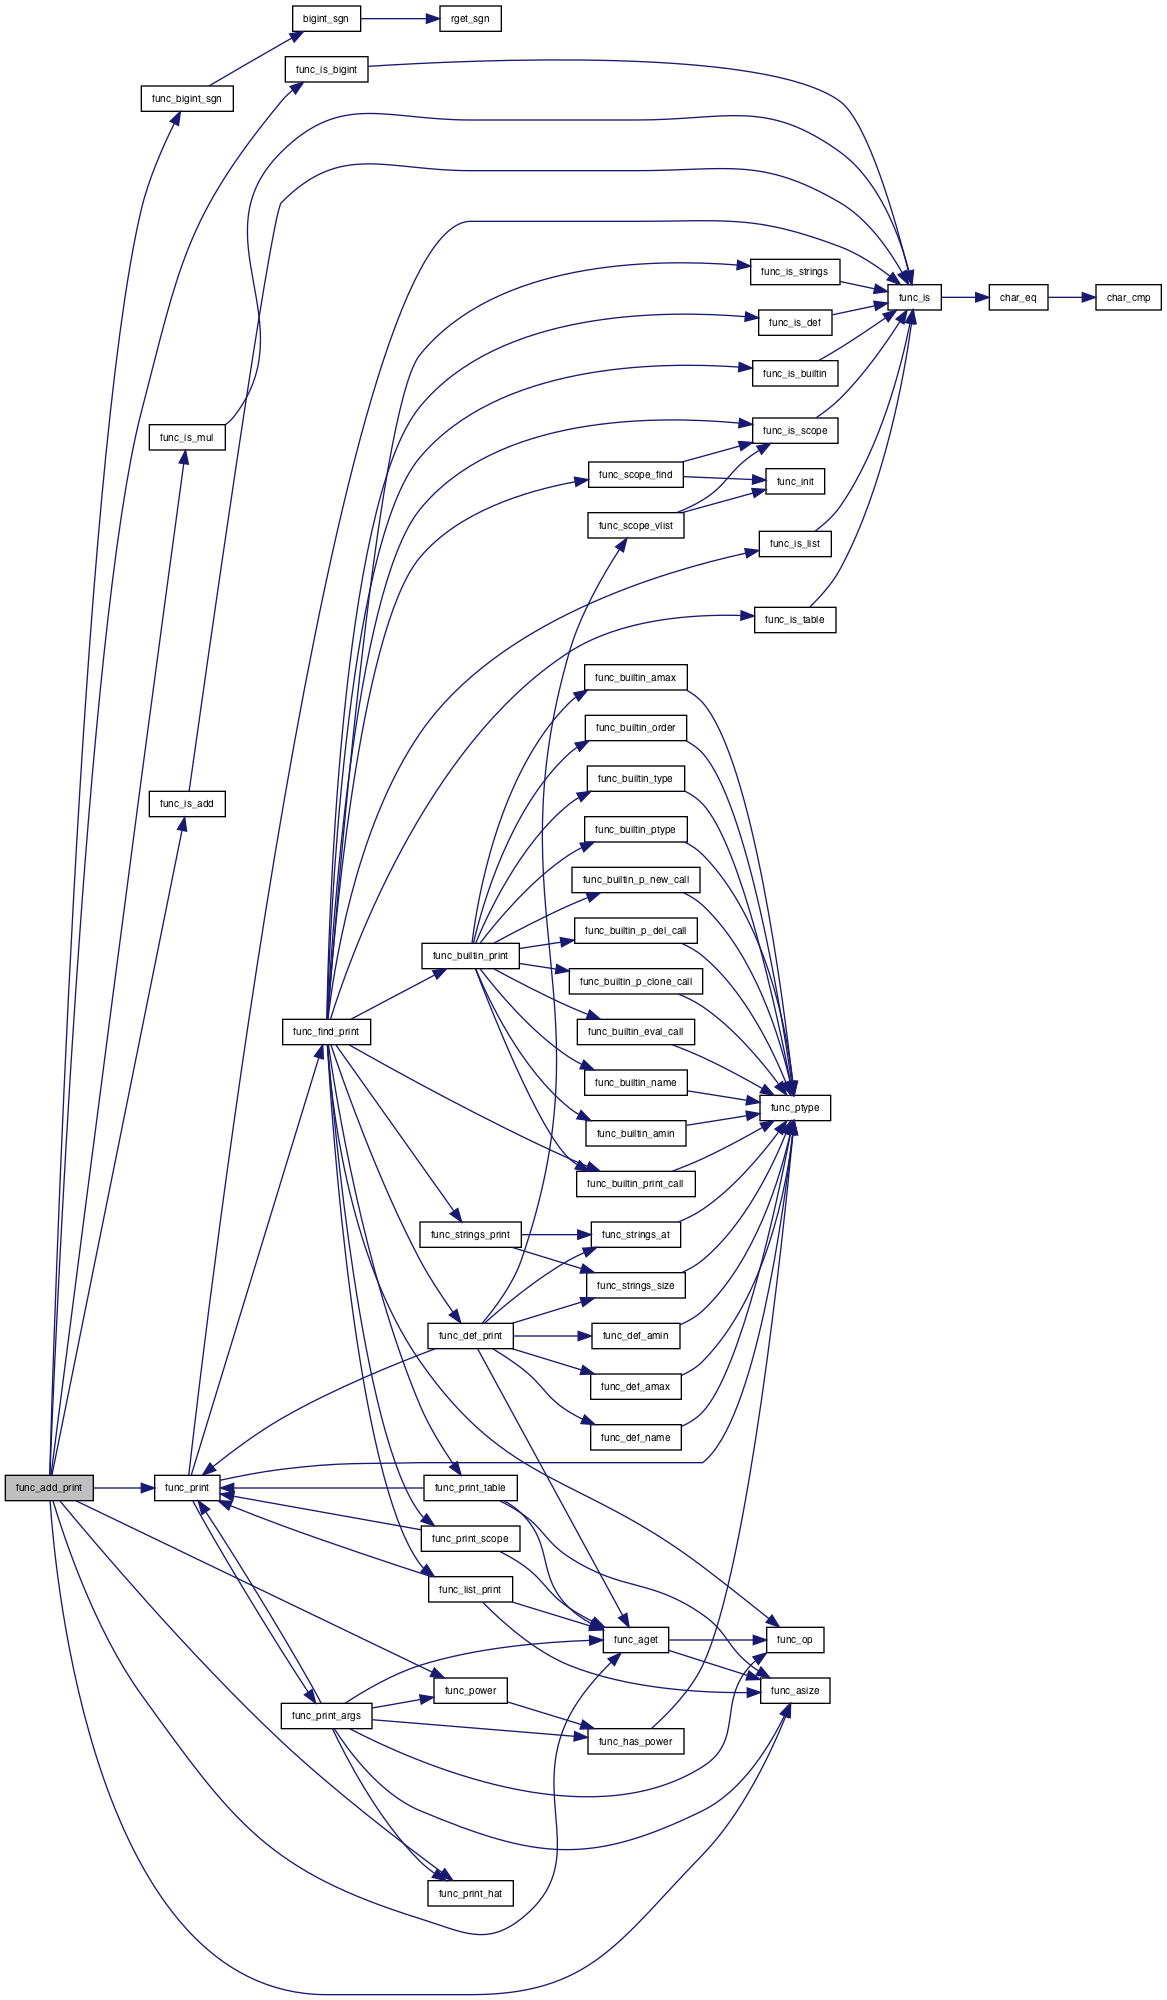 bigint_sgn
rget_sgn
func_is_bigint
func_bigint_sgn
func_is_strings
func_is
char_eq
char_cmp
func_is_def
func_is_builtin
func_is_mul
func_is_scope
func_scope_find
func_init
func_scope_vlist
func_is_list
func_is_table
func_builtin_amax
func_builtin_order
func_builtin_type
func_is_add
func_builtin_ptype
func_builtin_p_new_call
func_builtin_p_del_call
func_builtin_print
func_builtin_p_clone_call
func_find_print
func_builtin_eval_call
func_builtin_name
func_ptype
func_builtin_amin
func_builtin_print_call
func_strings_print
func_strings_at
func_strings_size
func_def_print
func_def_amin
func_def_amax
func_def_name
func_add_print
func_print
func_print_table
func_print_scope
func_list_print
func_aget
func_op
func_power
func_asize
func_print_args
func_has_power
func_print_hat